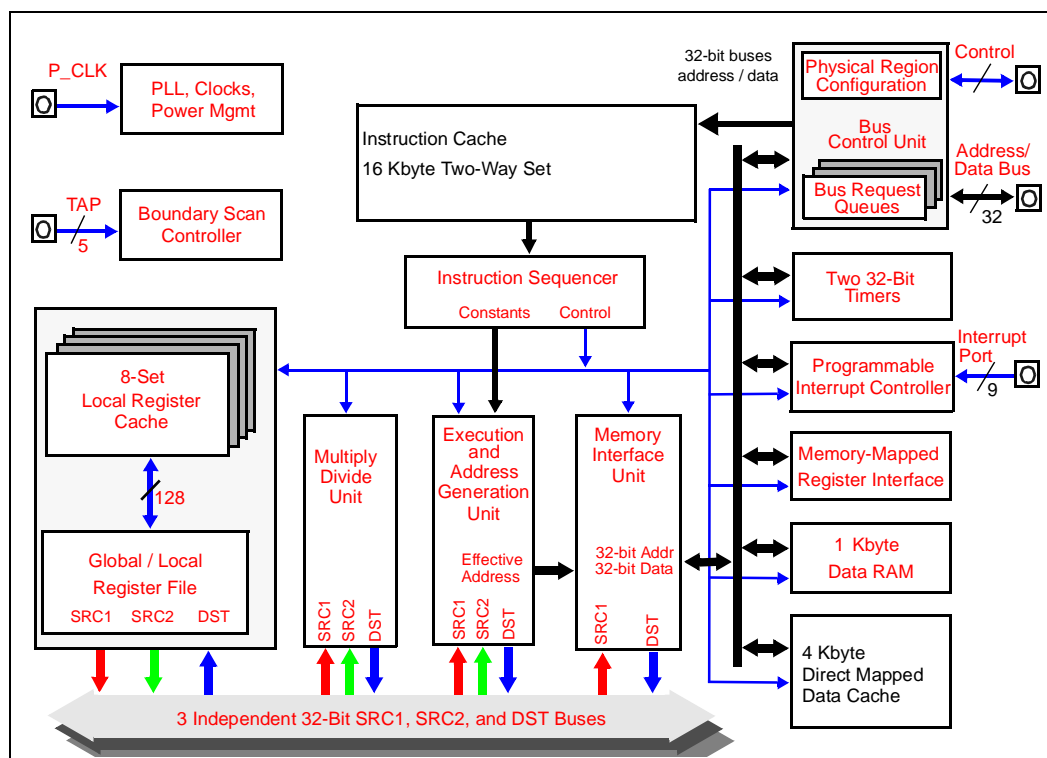 P_CLK
PLL, Clocks,
Power Mgmt
TAP
5
Boundary Scan
Controller
32-bit buses
address / data
Instruction Cache
16 Kbyte Two-Way Set
Physical Region
Configuration
Control
Bus
Control Unit
Address/
Data Bus
32
Bus Request
Queues
Instruction Sequencer
Constants
Control
Two 32-Bit
Timers
Interrupt
Port
9
Programmable
Interrupt Controller
8-Set
Local Register
Cache
128
Global / Local
Register File
SRC1
SRC2
DST
Multiply
Divide
Unit
SRC1
SRC2
DST
Execution
and
Address
Generation
Unit
Effective
Address
SRC1
SRC2
DST
Memory
Interface
Unit
32-bit Addr
32-bit Data
SRC1
DST
Memory-Mapped
Register Interface
1 Kbyte
Data RAM
4 Kbyte
Direct Mapped
Data Cache
3 Independent 32-Bit SRC1, SRC2, and DST Buses